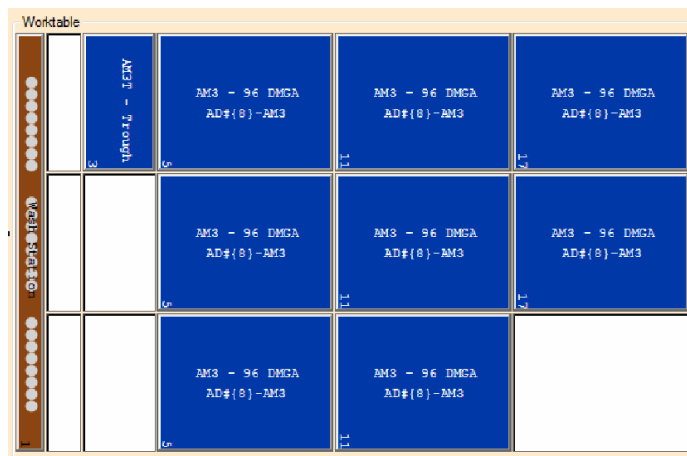 Worktable
AM3T - Trough
3
AM3 - 96 DMGA
AD#{8}-AM3
5
AM3 - 96 DMGA
AD#{8}-AM3
11
AM3 - 96 DMGA
AD#{8}-AM3
17
Wash Station
AM3 - 96 DMGA
AD#{8}-AM3
5
AM3 - 96 DMGA
AD#{8}-AM3
11
AM3 - 96 DMGA
AD#{8}-AM3
17
1
AM3 - 96 DMGA
AD#{8}-AM3
5
AM3 - 96 DMGA
AD#{8}-AM3
11